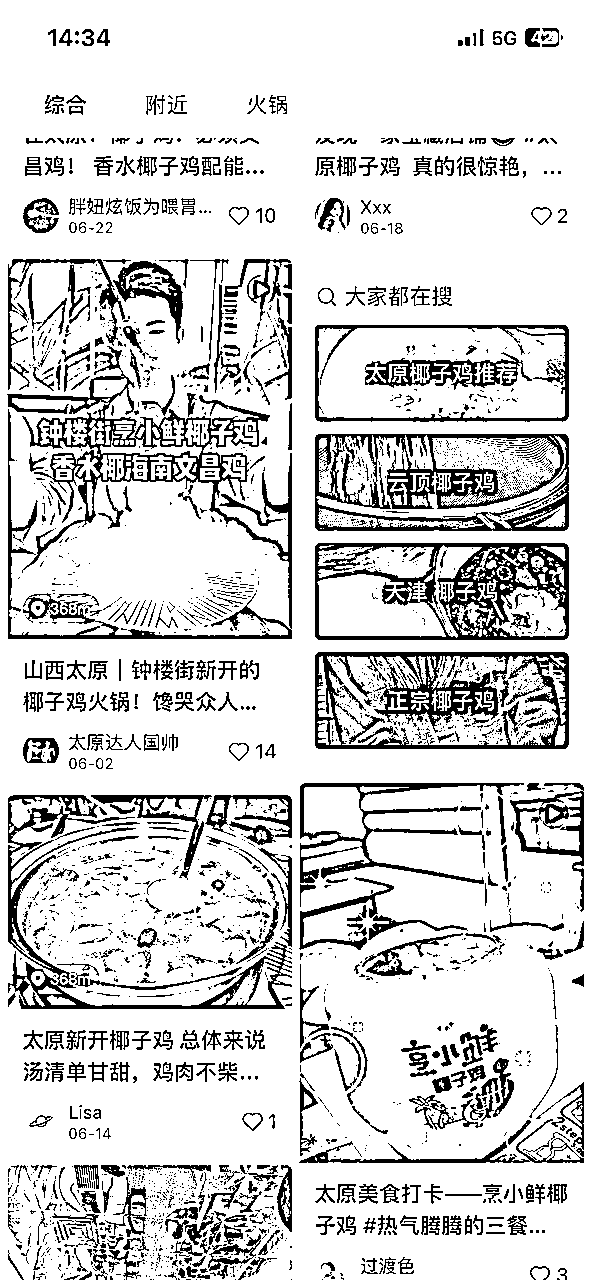 14:34
5G 42
综合 附近 火锅
昌鸡！ 香水椰子鸡配能...
胖妞炫饭为喂胃...
06-22
10
原椰子鸡 真的很惊艳，...
Xxx
06-18
2
钟楼街烹小鲜椰子鸡
香水椰海南文昌鸡
368m
山西太原｜钟楼街新开的
椰子鸡火锅！馋哭众人...
太原达人国帅
06-02
14
大家都在搜
太原椰子鸡推荐
云顶椰子鸡
天津 椰子鸡
正宗椰子鸡
368m
太原新开椰子鸡 总体来说
汤清单甘甜，鸡肉不柴...
Lisa
06-14
1
烹小鲜
椰子鸡
太原美食打卡——烹小鲜椰
子鸡 #热气腾腾的三餐...
过渡色
3